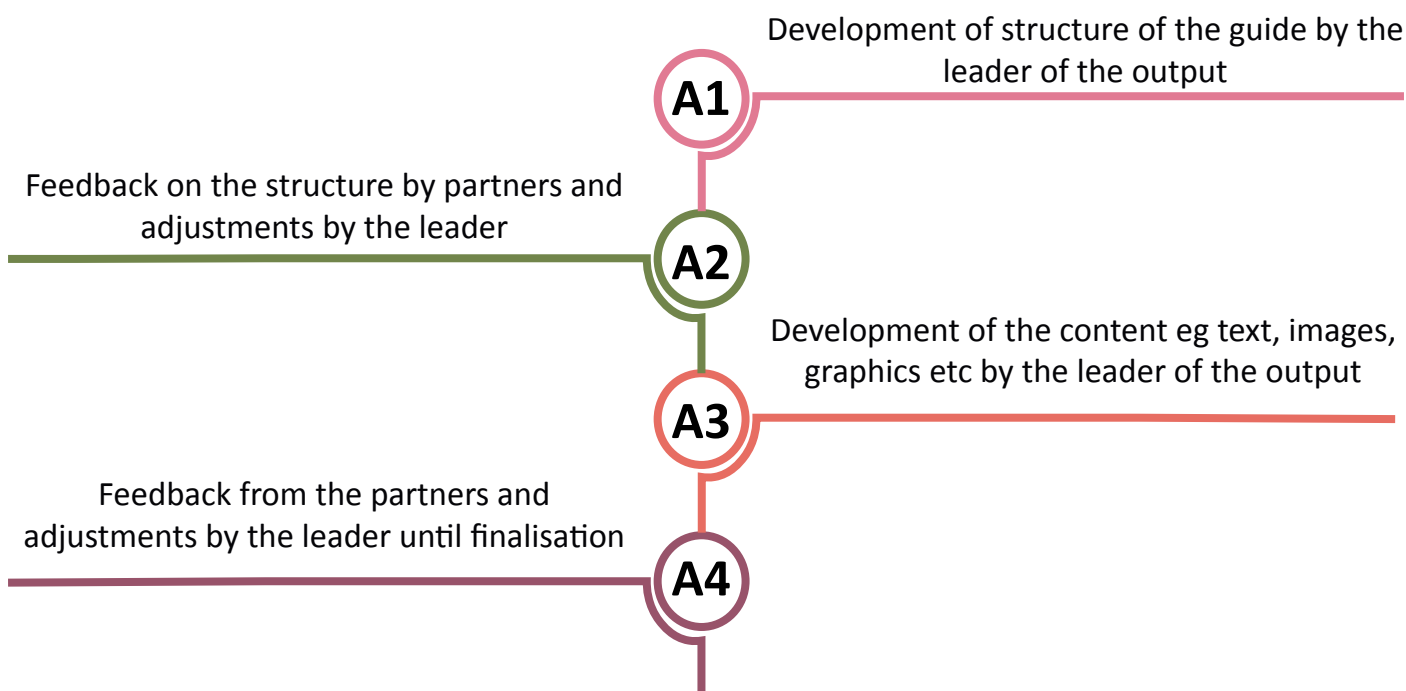 Development of structure of the guide by the
leader of the output
A1
Feedback on the structure by partners and
adjustments by the leader
A2
Development of the content eg text, images,
graphics etc by the leader of the output
A3
Feedback from the partners and
adjustments by the leader until finalisation
A4